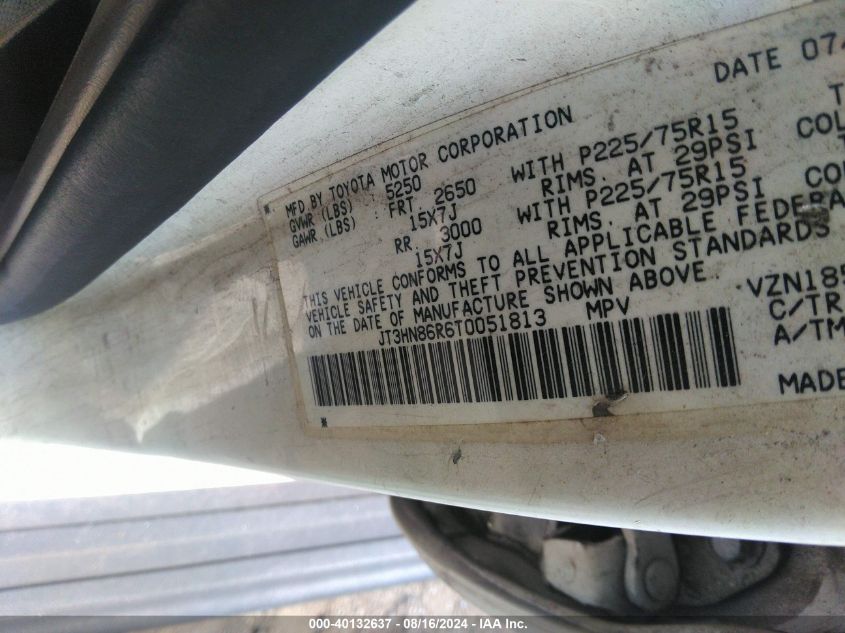 DATE 07
MFD BY TOYOTA MOTOR CORPORATION
GVWR (LBS) 5250
GAWR (LBS) : FRT. 2650 WITH P225/75R15
15X7J RIMS, AT 29PSI COL
RR. 3000 WITH P225/75R15
15X7J RIMS, AT 29PSI
THIS VEHICLE CONFORMS TO ALL APPLICABLE FEDERA
VEHICLE SAFETY AND THEFT PREVENTION STANDARDS
ON THE DATE OF MANUFACTURE SHOWN ABOVE.
JT3HN86R6T0051813 MPV
VZN185
C/TR
A/TM
MADE
000-40132637 - 08/16/2024 - IAA Inc.